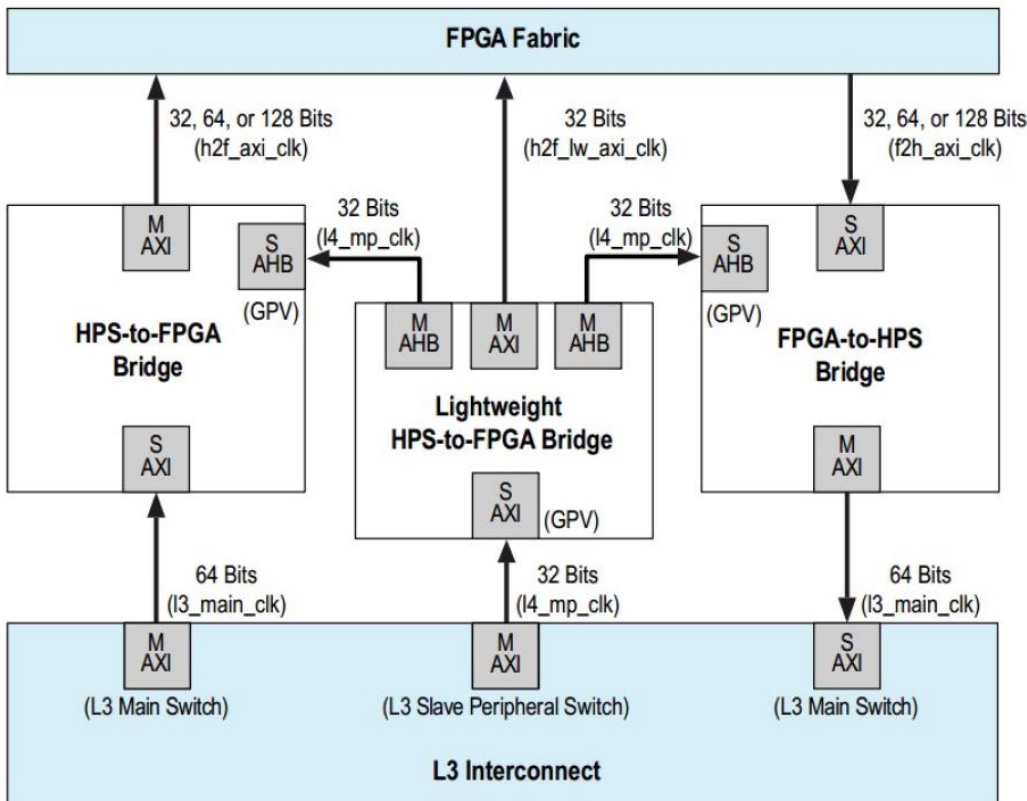 FPGA Fabric
32, 64, or 128 Bits
(h2f_axi_clk)
32 Bits
(h2f_lw_axi_clk)
32, 64, or 128 Bits
(f2h_axi_clk)
M
AXI
S
AHB
(GPV)
HPS-to-FPGA
Bridge
S
AXI
32 Bits
(l4_mp_clk)
32 Bits
(l4_mp_clk)
M
AHB
M
AXI
M
AHB
Lightweight
HPS-to-FPGA Bridge
S
AXI
(GPV)
S
AHB
(GPV)
S
AXI
FPGA-to-HPS
Bridge
M
AXI
64 Bits
(l3_main_clk)
32 Bits
(l4_mp_clk)
64 Bits
(l3_main_clk)
M
AXI
(L3 Main Switch)
M
AXI
(L3 Slave Peripheral Switch)
S
AXI
(L3 Main Switch)
L3 Interconnect